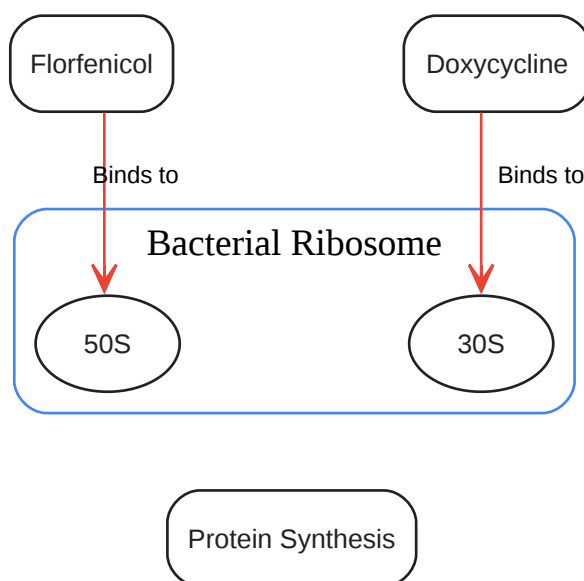 Florfenicol
Doxycycline
Binds to
Binds to
Bacterial Ribosome
50S
30S
Protein Synthesis